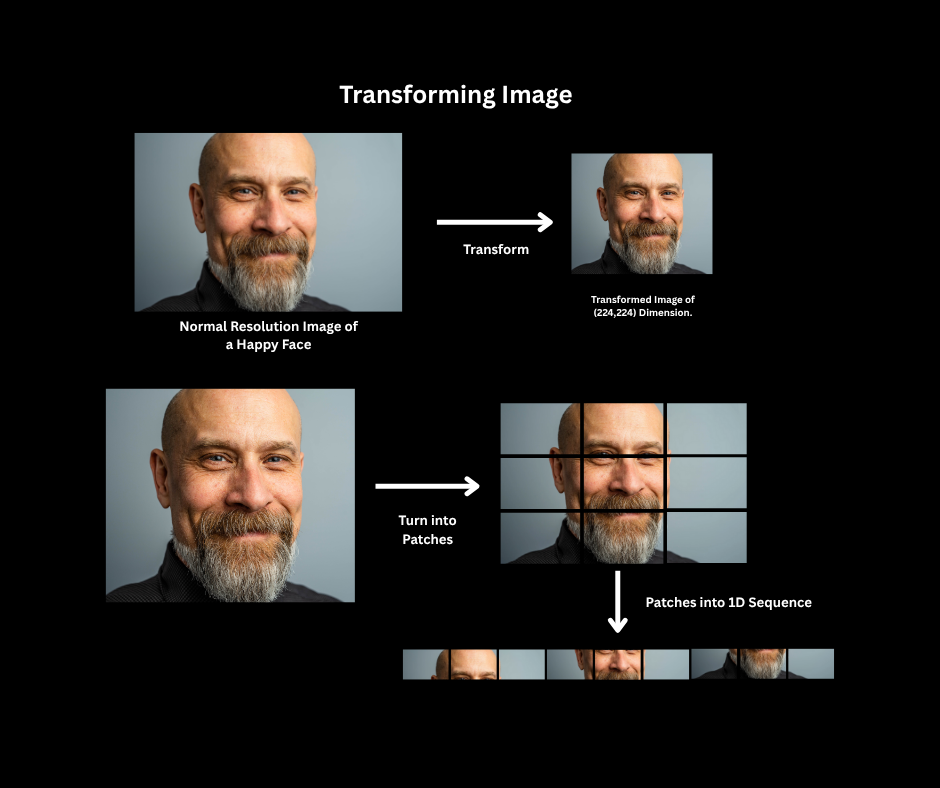 Transforming Image
Transform
Transformed Image of
(224,224) Dimension.
Normal Resolution Image of
a Happy Face
Turn into
Patches
Patches into 1D Sequence